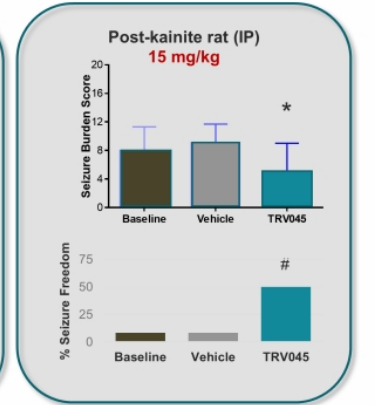 Post-kainite rat (IP)
15 mg/kg
Seizure Burden Score
20
16
12
8
4
0
*
Baseline Vehicle TRV045
% Seizure Freedom
75
50
25
0
#
Baseline Vehicle TRV045